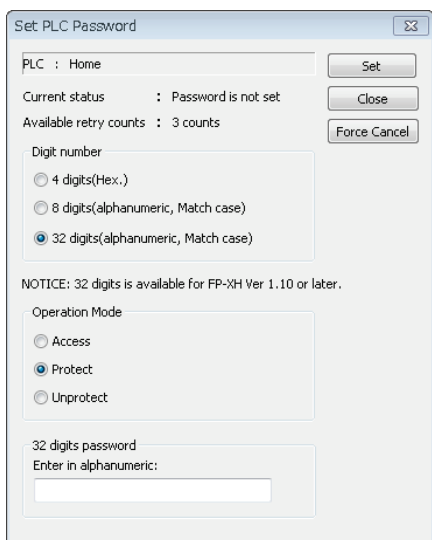 Set PLC Password
PLC : Home
Set
Current status : Password is not set
Close
Available retry counts : 3 counts
Force Cancel
Digit number
4 digits(Hex.)
8 digits(alphanumeric, Match case)
32 digits(alphanumeric, Match case)
NOTICE: 32 digits is available for FP-XH Ver 1.10 or later.
Operation Mode
Access
Protect
Unprotect
32 digits password
Enter in alphanumeric: